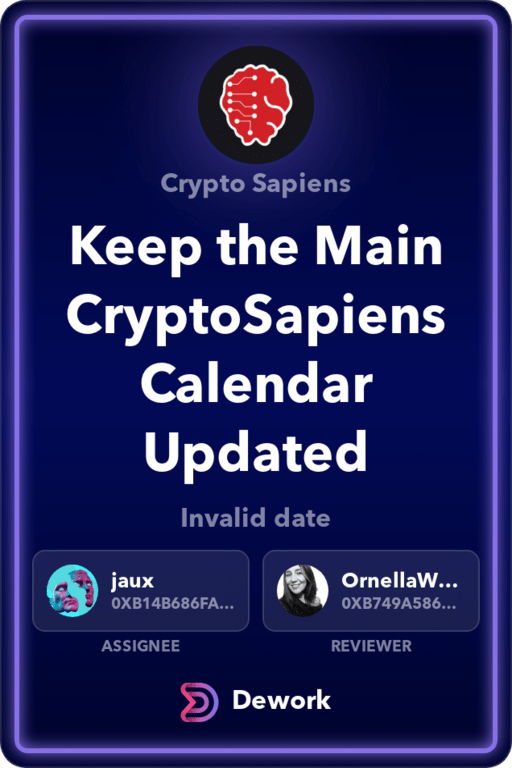 Crypto Sapiens
Keep the Main
CryptoSapiens
Calendar
Updated
Invalid date
jaux
0XB14B686FA...
OrnellaW...
0XB749A586...
ASSIGNEE
REVIEWER
Dework